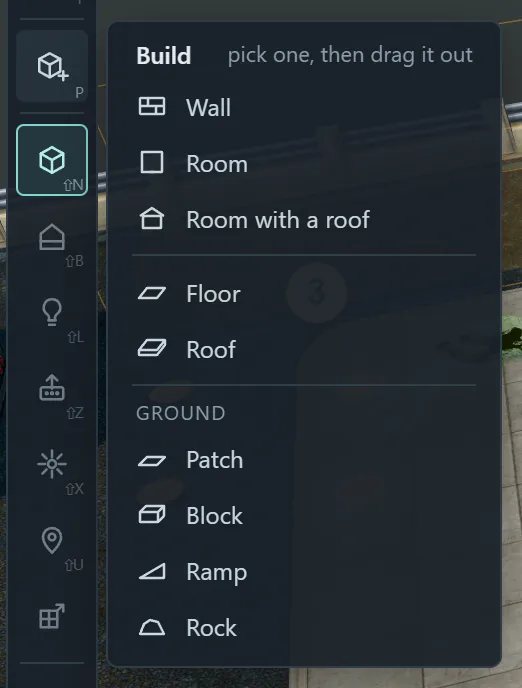 P
Build pick one, then drag it out
Wall
Room
⇧N
Room with a roof
⇧B
Floor
3
⇧L
Roof
⇧Z
GROUND
Patch
⇧X
Block
⇧U
Ramp
Rock